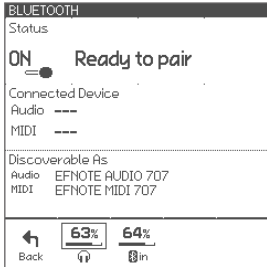 BLUETOOTH
Status
ON Ready to pair
Connected Device
Audio ---
MIDI ---
Discoverable As
Audio EFNOTE AUDIO 707
MIDI EFNOTE MIDI 707
63% 64%
Back in